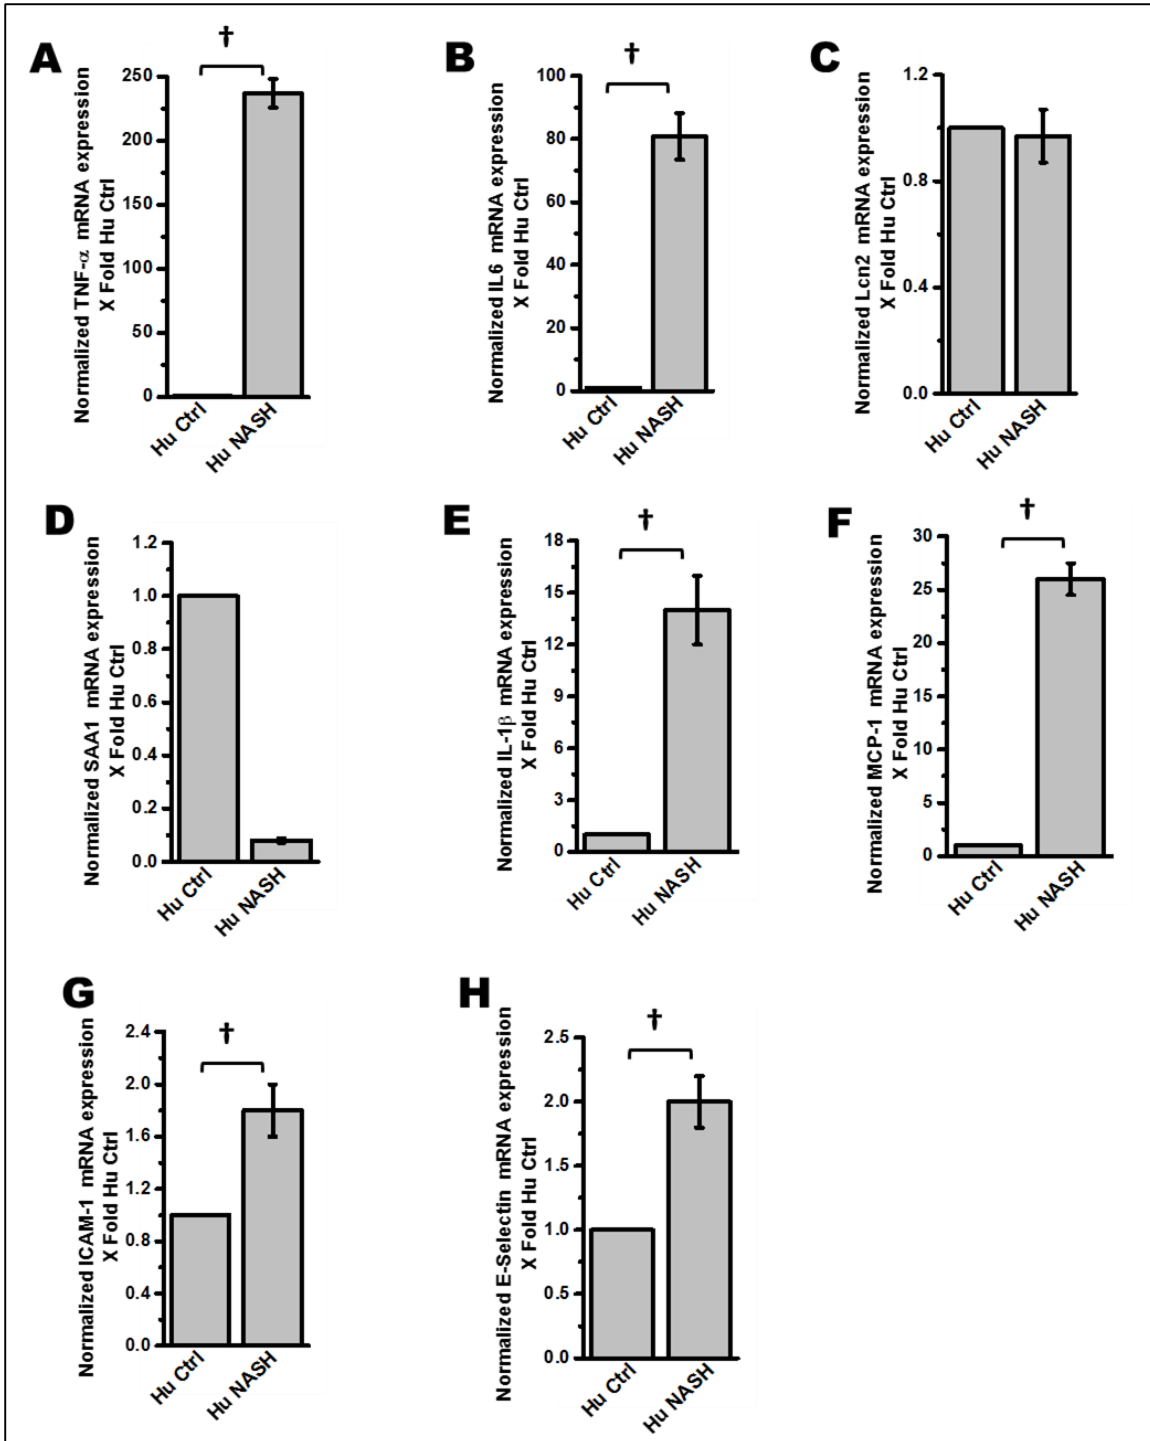 A
†
Normalized TNF-α mRNA expression
X Fold Hu Ctrl
250
200
150
100
50
0
Hu Ctrl
Hu NASH
B
†
Normalized IL6 mRNA expression
X Fold Hu Ctrl
100
80
60
40
20
0
Hu Ctrl
Hu NASH
C
Normalized Lcn2 mRNA expression
X Fold Hu Ctrl
1.2
0.8
0.4
0.0
Hu Ctrl
Hu NASH
D
Normalized SAA1 mRNA expression
X Fold Hu Ctrl
1.2
1.0
0.8
0.6
0.4
0.2
0.0
Hu Ctrl
Hu NASH
E
†
Normalized IL-1β mRNA expression
X Fold Hu Ctrl
18
15
12
9
6
3
0
Hu Ctrl
Hu NASH
F
†
Normalized MCP-1 mRNA expression
X Fold Hu Ctrl
30
25
20
15
10
5
0
Hu Ctrl
Hu NASH
G
†
Normalized ICAM-1 mRNA expression
X Fold Hu Ctrl
2.4
2.0
1.6
1.2
0.8
0.4
0.0
Hu Ctrl
Hu NASH
H
†
Normalized E-Selectin mRNA expression
X Fold Hu Ctrl
2.5
2.0
1.5
1.0
0.5
0.0
Hu Ctrl
Hu NASH